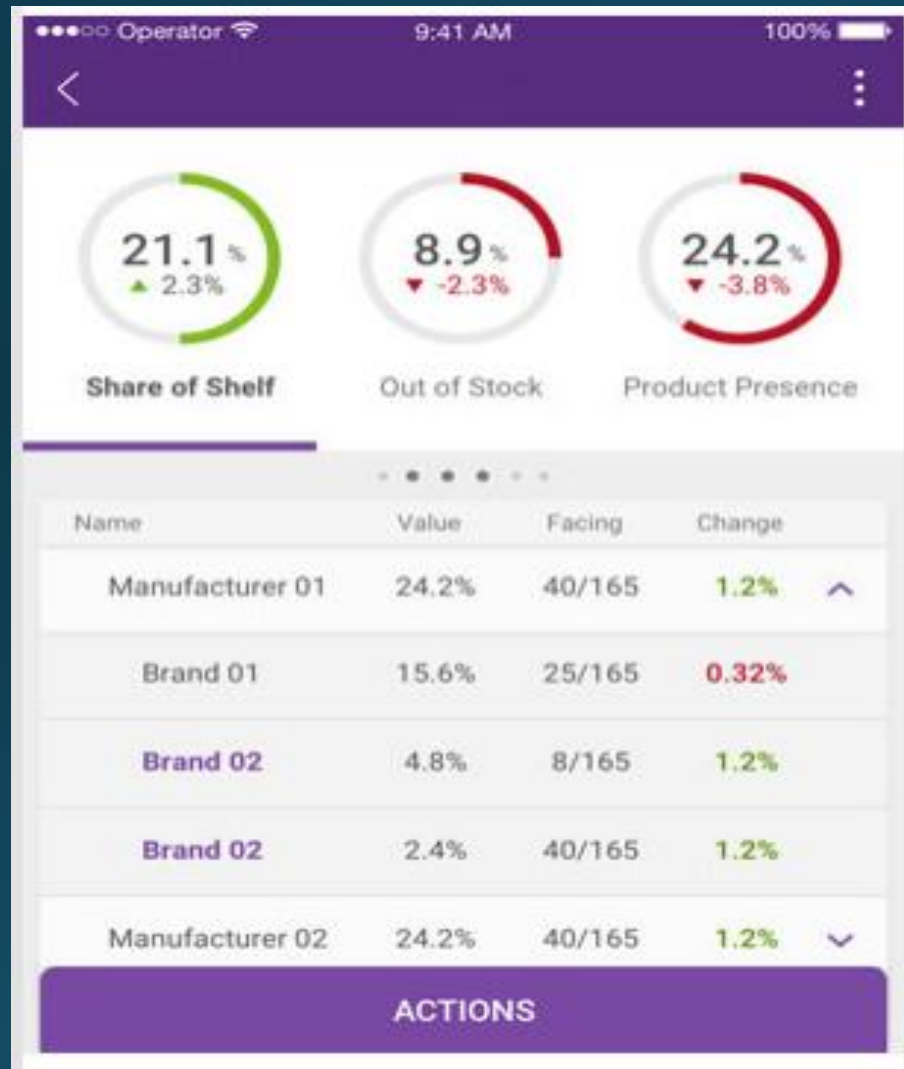 Operator 9:41 AM 100%
21.1 % 8.9 % 24.2 %
▲ 2.3% ▼ -2.3% ▼ -3.8%
Share of Shelf Out of Stock Product Presence
Name Value Facing Change
Manufacturer 01 24.2% 40/165 1.2%
Brand 01 15.6% 25/165 0.32%
Brand 02 4.8% 8/165 1.2%
Brand 02 2.4% 40/165 1.2%
Manufacturer 02 24.2% 40/165 1.2%
ACTIONS